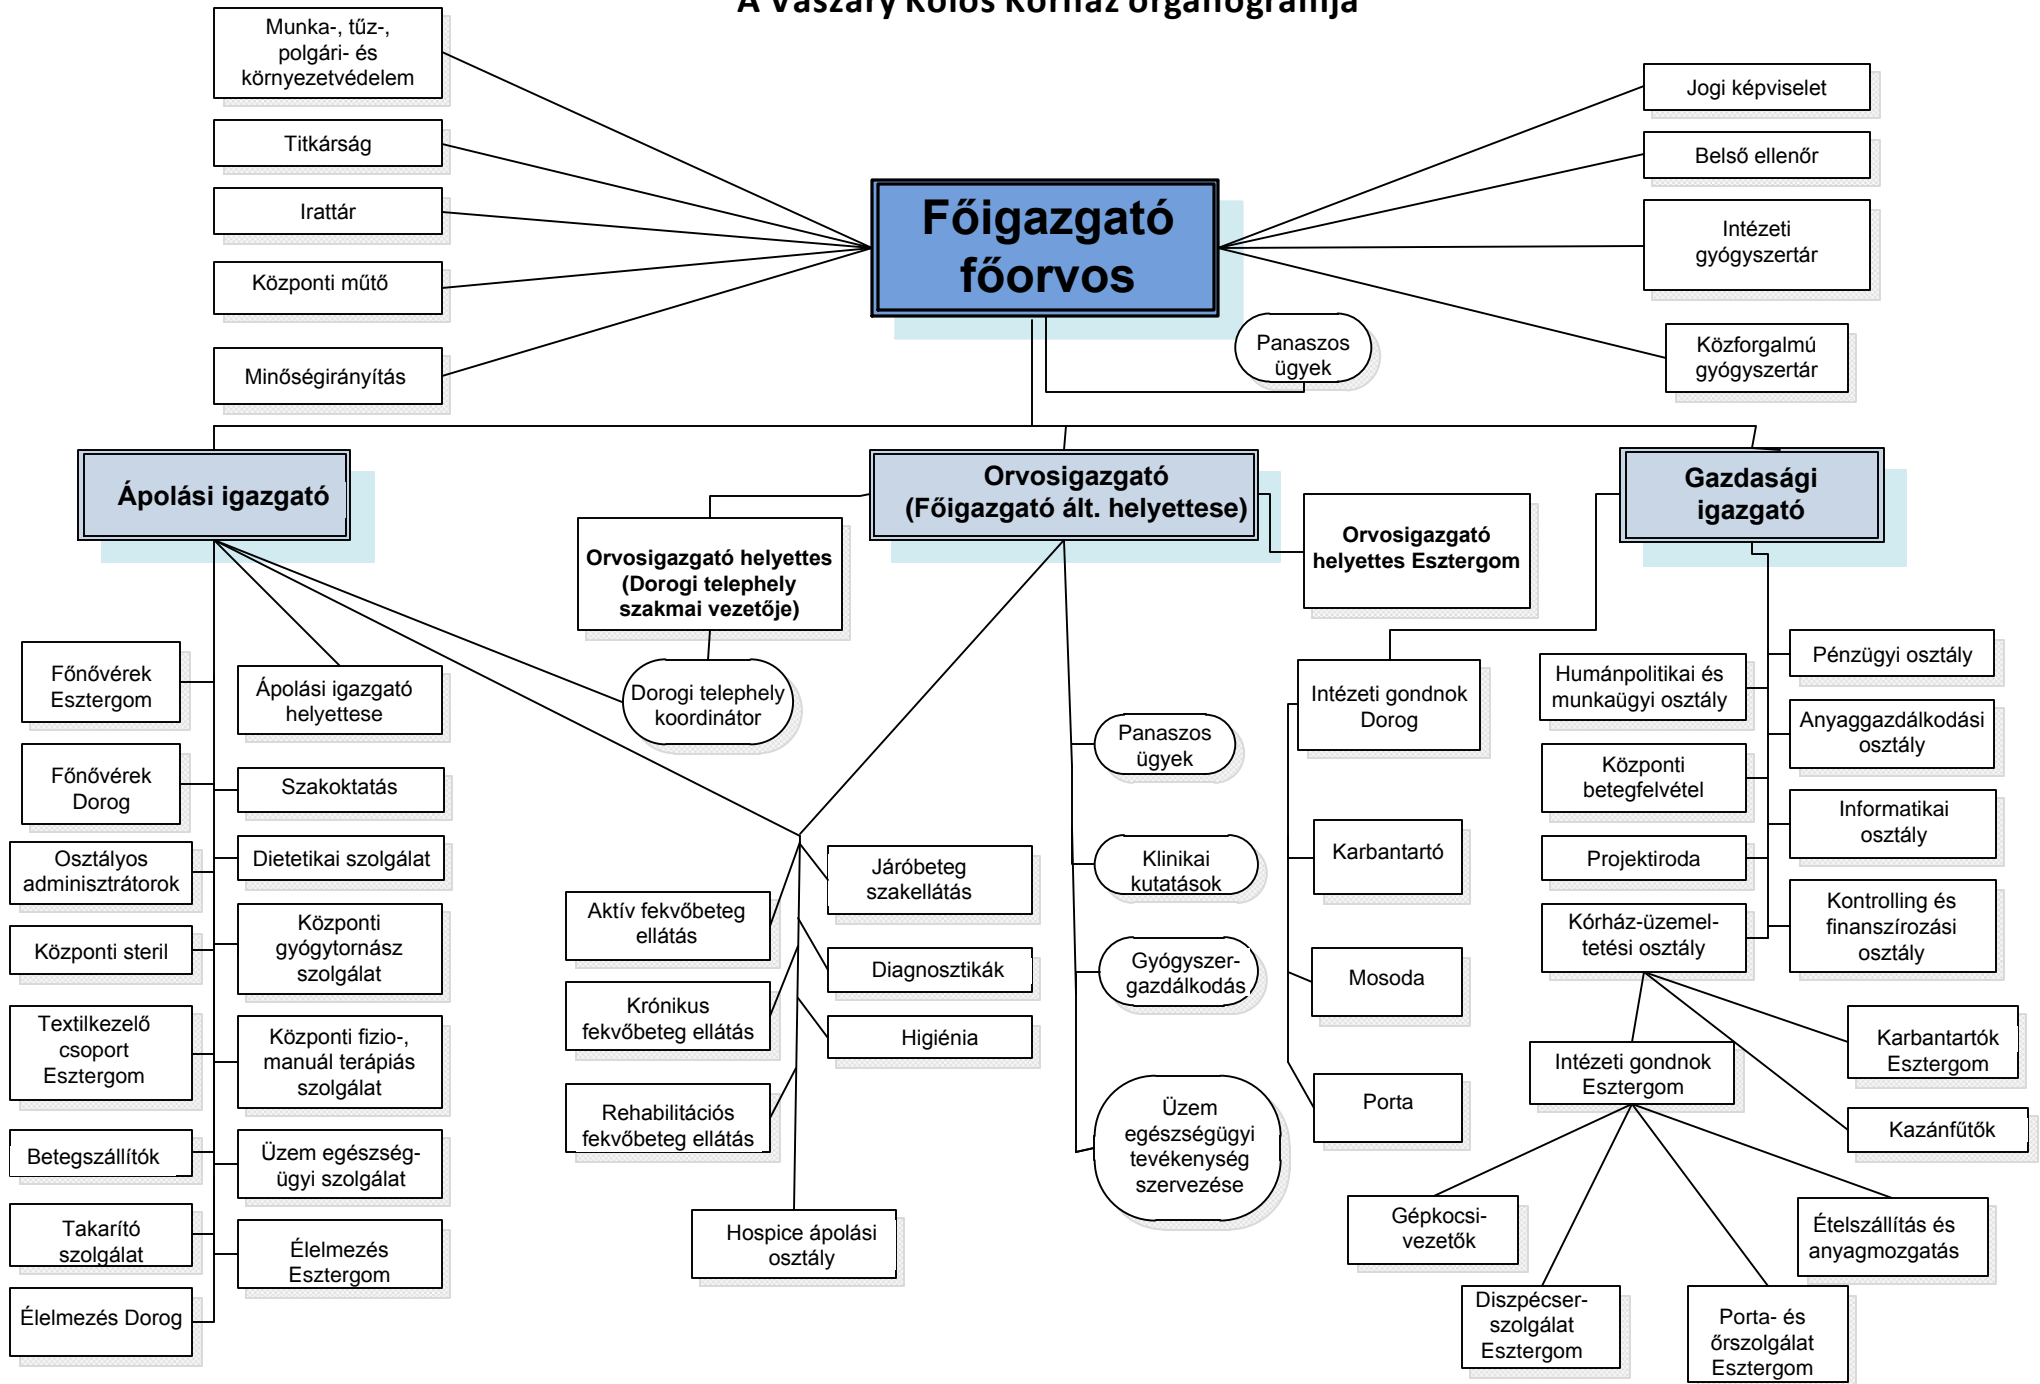 A Vaszary Kolos Kórház organogramja
Munka-, tűz-,
polgári- és
környezetvédelem
Titkárság
Irattár
Központi műtő
Minőségirányítás
Főigazgató
főorvos
Jogi képviselet
Belső ellenőr
Intézeti
gyógyszertár
Közforgalmú
gyógyszertár
Panaszos
ügyek
Ápolási igazgató
Orvosigazgató
(Főigazgató ált. helyettese)
Gazdasági
igazgató
Orvosigazgató helyettes
(Dorogi telephely
szakmai vezetője)
Orvosigazgató
helyettes Esztergom
Dorogi telephely
koordinátor
Főnővérek
Esztergom
Ápolási igazgató
helyettese
Főnővérek
Dorog
Szakoktatás
Osztályos
adminisztrátorok
Dietetikai szolgálat
Központi steril
Központi
gyógytornász
szolgálat
Textilkezelő
csoport
Esztergom
Központi fizio-,
manuál terápiás
szolgálat
Betegszállítók
Üzem egészség-
ügyi szolgálat
Takarító
szolgálat
Élelmezés
Esztergom
Élelmezés Dorog
Aktív fekvőbeteg
ellátás
Járóbeteg
szakellátás
Krónikus
fekvőbeteg ellátás
Diagnosztikák
Higiénia
Rehabilitációs
fekvőbeteg ellátás
Hospice ápolási
osztály
Panaszos
ügyek
Klinikai
kutatások
Gyógyszer-
gazdálkodás
Üzem
egészségügyi
tevékenység
szervezése
Intézeti gondnok
Dorog
Karbantartó
Mosoda
Porta
Humánpolitikai és
munkaügyi osztály
Pénzügyi osztály
Anyaggazdálkodási
osztály
Központi
betegfelvétel
Informatikai
osztály
Projektiroda
Kontrolling és
finanszírozási
osztály
Kórház-üzemel-
tetési osztály
Intézeti gondnok
Esztergom
Karbantartók
Esztergom
Kazánfűtők
Gépkocsi-
vezetők
Ételszállítás és
anyagmozgatás
Diszpécser-
szolgálat
Esztergom
Porta- és
őrszolgálat
Esztergom